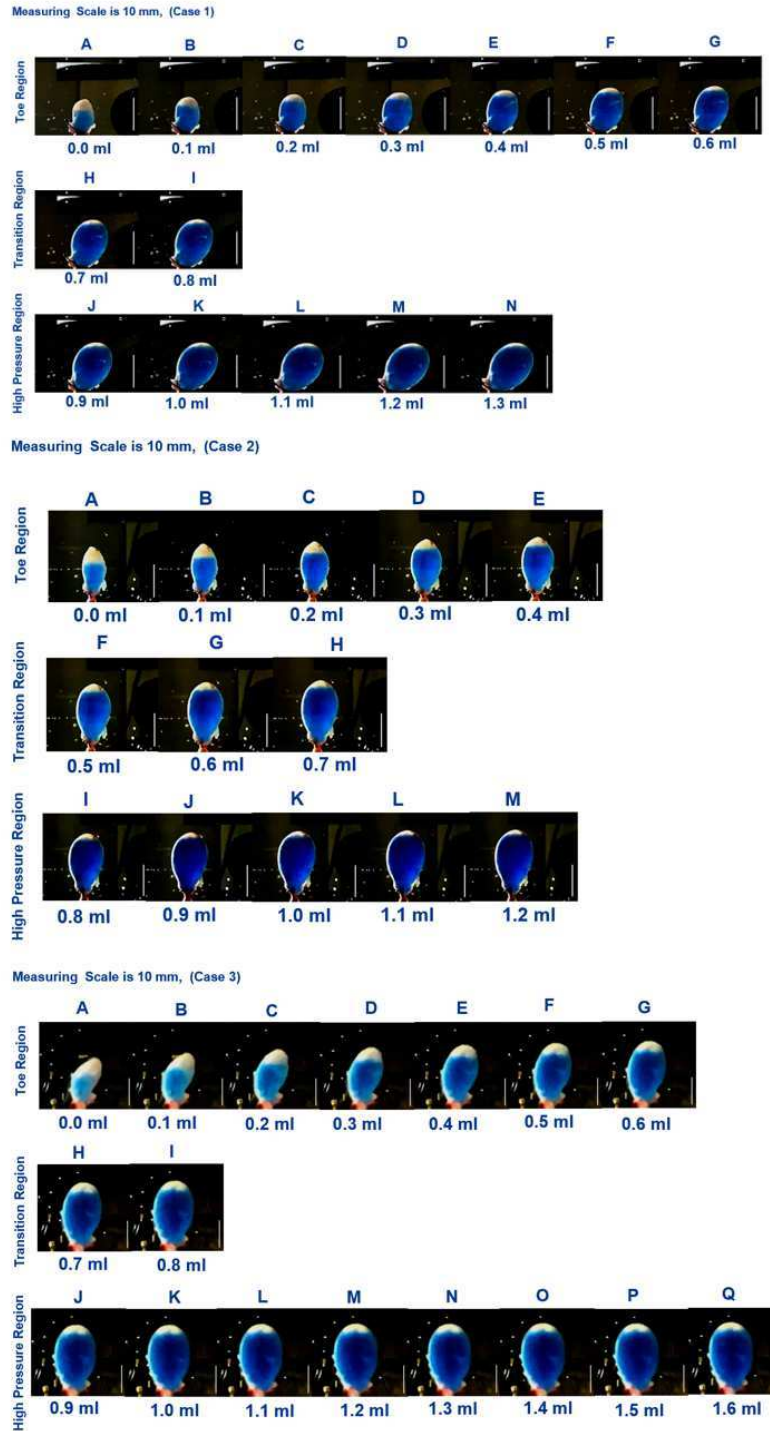 Measuring Scale is 10 mm, (Case 1)
A B C D E F G
Toe Region
0.0 ml 0.1 ml 0.2 ml 0.3 ml 0.4 ml 0.5 ml 0.6 ml
H I
Transition Region
0.7 ml 0.8 ml
J K L M N
High Pressure Region
0.9 ml 1.0 ml 1.1 ml 1.2 ml 1.3 ml
Measuring Scale is 10 mm, (Case 2)
A B C D E
Toe Region
0.0 ml 0.1 ml 0.2 ml 0.3 ml 0.4 ml
F G H
Transition Region
0.5 ml 0.6 ml 0.7 ml
I J K L M
High Pressure Region
0.8 ml 0.9 ml 1.0 ml 1.1 ml 1.2 ml
Measuring Scale is 10 mm, (Case 3)
A B C D E F G
Toe Region
0.0 ml 0.1 ml 0.2 ml 0.3 ml 0.4 ml 0.5 ml 0.6 ml
H I
Transition Region
0.7 ml 0.8 ml
J K L M N O P Q
High Pressure Region
0.9 ml 1.0 ml 1.1 ml 1.2 ml 1.3 ml 1.4 ml 1.5 ml 1.6 ml